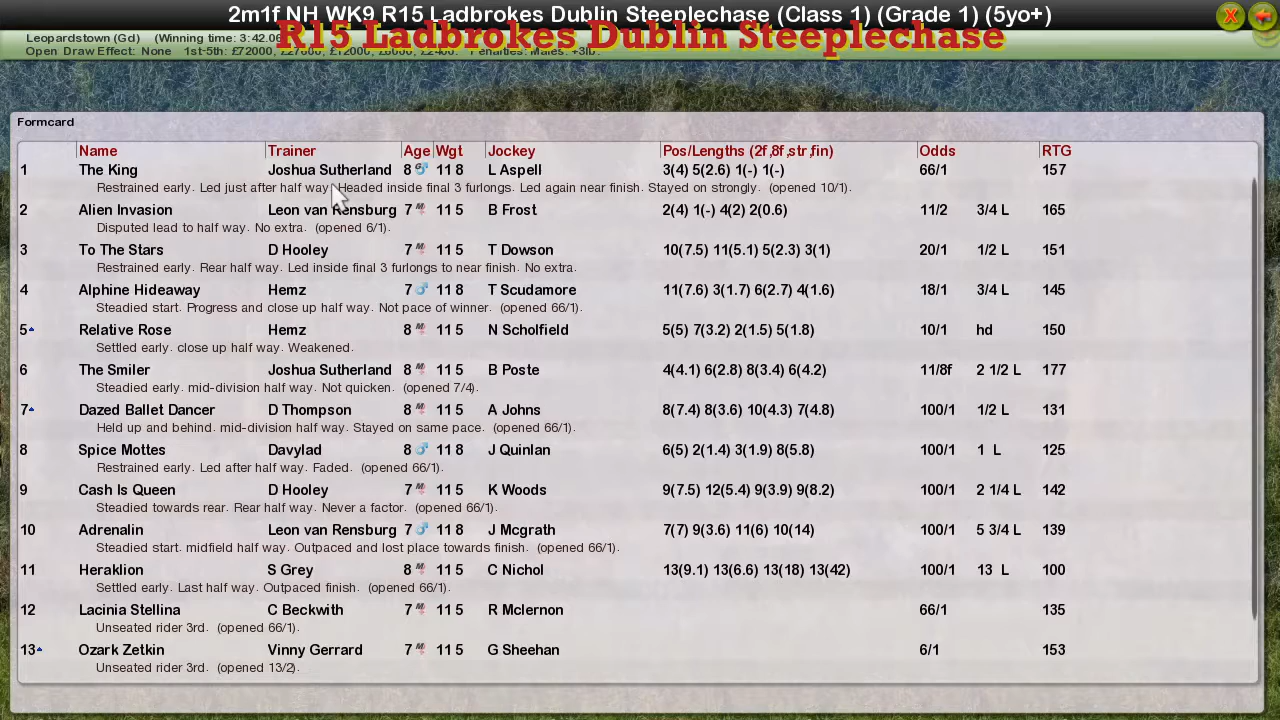 2m1f NH WK9 R15 Ladbrokes Dublin Steeplechase (Class 1) (Grade 1) (5yo+)
R15 Ladbrokes Dublin Steeplechase
Leopardstown (Gd) (Winning time: 3:42.06
Open Draw Effect: None 1st-5th: £72000, £27000, £12000, £6000, £2400. Penalties: Males: +3lb.
Formcard
Name Trainer Age Wgt Jockey Pos/Lengths (2f,8f,str,fin) Odds RTG
1 The King Joshua Sutherland 8 11 8 L Aspell 3(4) 5(2.6) 1(-) 1(-) 66/1 157
Restrained early. Led just after half way. Headed inside final 3 furlongs. Led again near finish. Stayed on strongly. (opened 10/1).
2 Alien Invasion Leon van Rensburg 7 11 5 B Frost 2(4) 1(-) 4(2) 2(0.6) 11/2 3/4 L 165
Disputed lead to half way. No extra. (opened 6/1).
3 To The Stars D Hooley 7 11 5 T Dowson 10(7.5) 11(5.1) 5(2.3) 3(1) 20/1 1/2 L 151
Restrained early. Rear half way. Led inside final 3 furlongs to near finish. No extra.
4 Alphine Hideaway Hemz 7 11 8 T Scudamore 11(7.6) 3(1.7) 6(2.7) 4(1.6) 18/1 3/4 L 145
Steadied start. Progress and close up half way. Not pace of winner. (opened 66/1).
5 Relative Rose Hemz 8 11 5 N Scholfield 5(5) 7(3.2) 2(1.5) 5(1.8) 10/1 hd 150
Settled early. close up half way. Weakened.
6 The Smiler Joshua Sutherland 8 11 5 B Poste 4(4.1) 6(2.8) 8(3.4) 6(4.2) 11/8f 2 1/2 L 177
Steadied early. mid-division half way. Not quicken. (opened 7/4).
7 Dazed Ballet Dancer D Thompson 8 11 5 A Johns 8(7.4) 8(3.6) 10(4.3) 7(4.8) 100/1 1/2 L 131
Held up and behind. mid-division half way. Stayed on same pace. (opened 66/1).
8 Spice Mottes Davylad 8 11 8 J Quinlan 6(5) 2(1.4) 3(1.9) 8(5.8) 100/1 1 L 125
Restrained early. Led after half way. Faded. (opened 66/1).
9 Cash Is Queen D Hooley 7 11 5 K Woods 9(7.5) 12(5.4) 9(3.9) 9(8.2) 100/1 2 1/4 L 142
Steadied towards rear. Rear half way. Never a factor. (opened 66/1).
10 Adrenalin Leon van Rensburg 7 11 8 J Mcgrath 7(7) 9(3.6) 11(6) 10(14) 100/1 5 3/4 L 139
Steadied start. midfield half way. Outpaced and lost place towards finish. (opened 66/1).
11 Heraklion S Grey 8 11 5 C Nichol 13(9.1) 13(6.6) 13(18) 13(42) 100/1 13 L 100
Settled early. Last half way. Outpaced finish. (opened 66/1).
12 Lacinia Stellina C Beckwith 7 11 5 R Mclernon 66/1 135
Unseated rider 3rd. (opened 66/1).
13 Ozark Zetkin Vinny Gerrard 7 11 5 G Sheehan 6/1 153
Unseated rider 3rd. (opened 13/2).